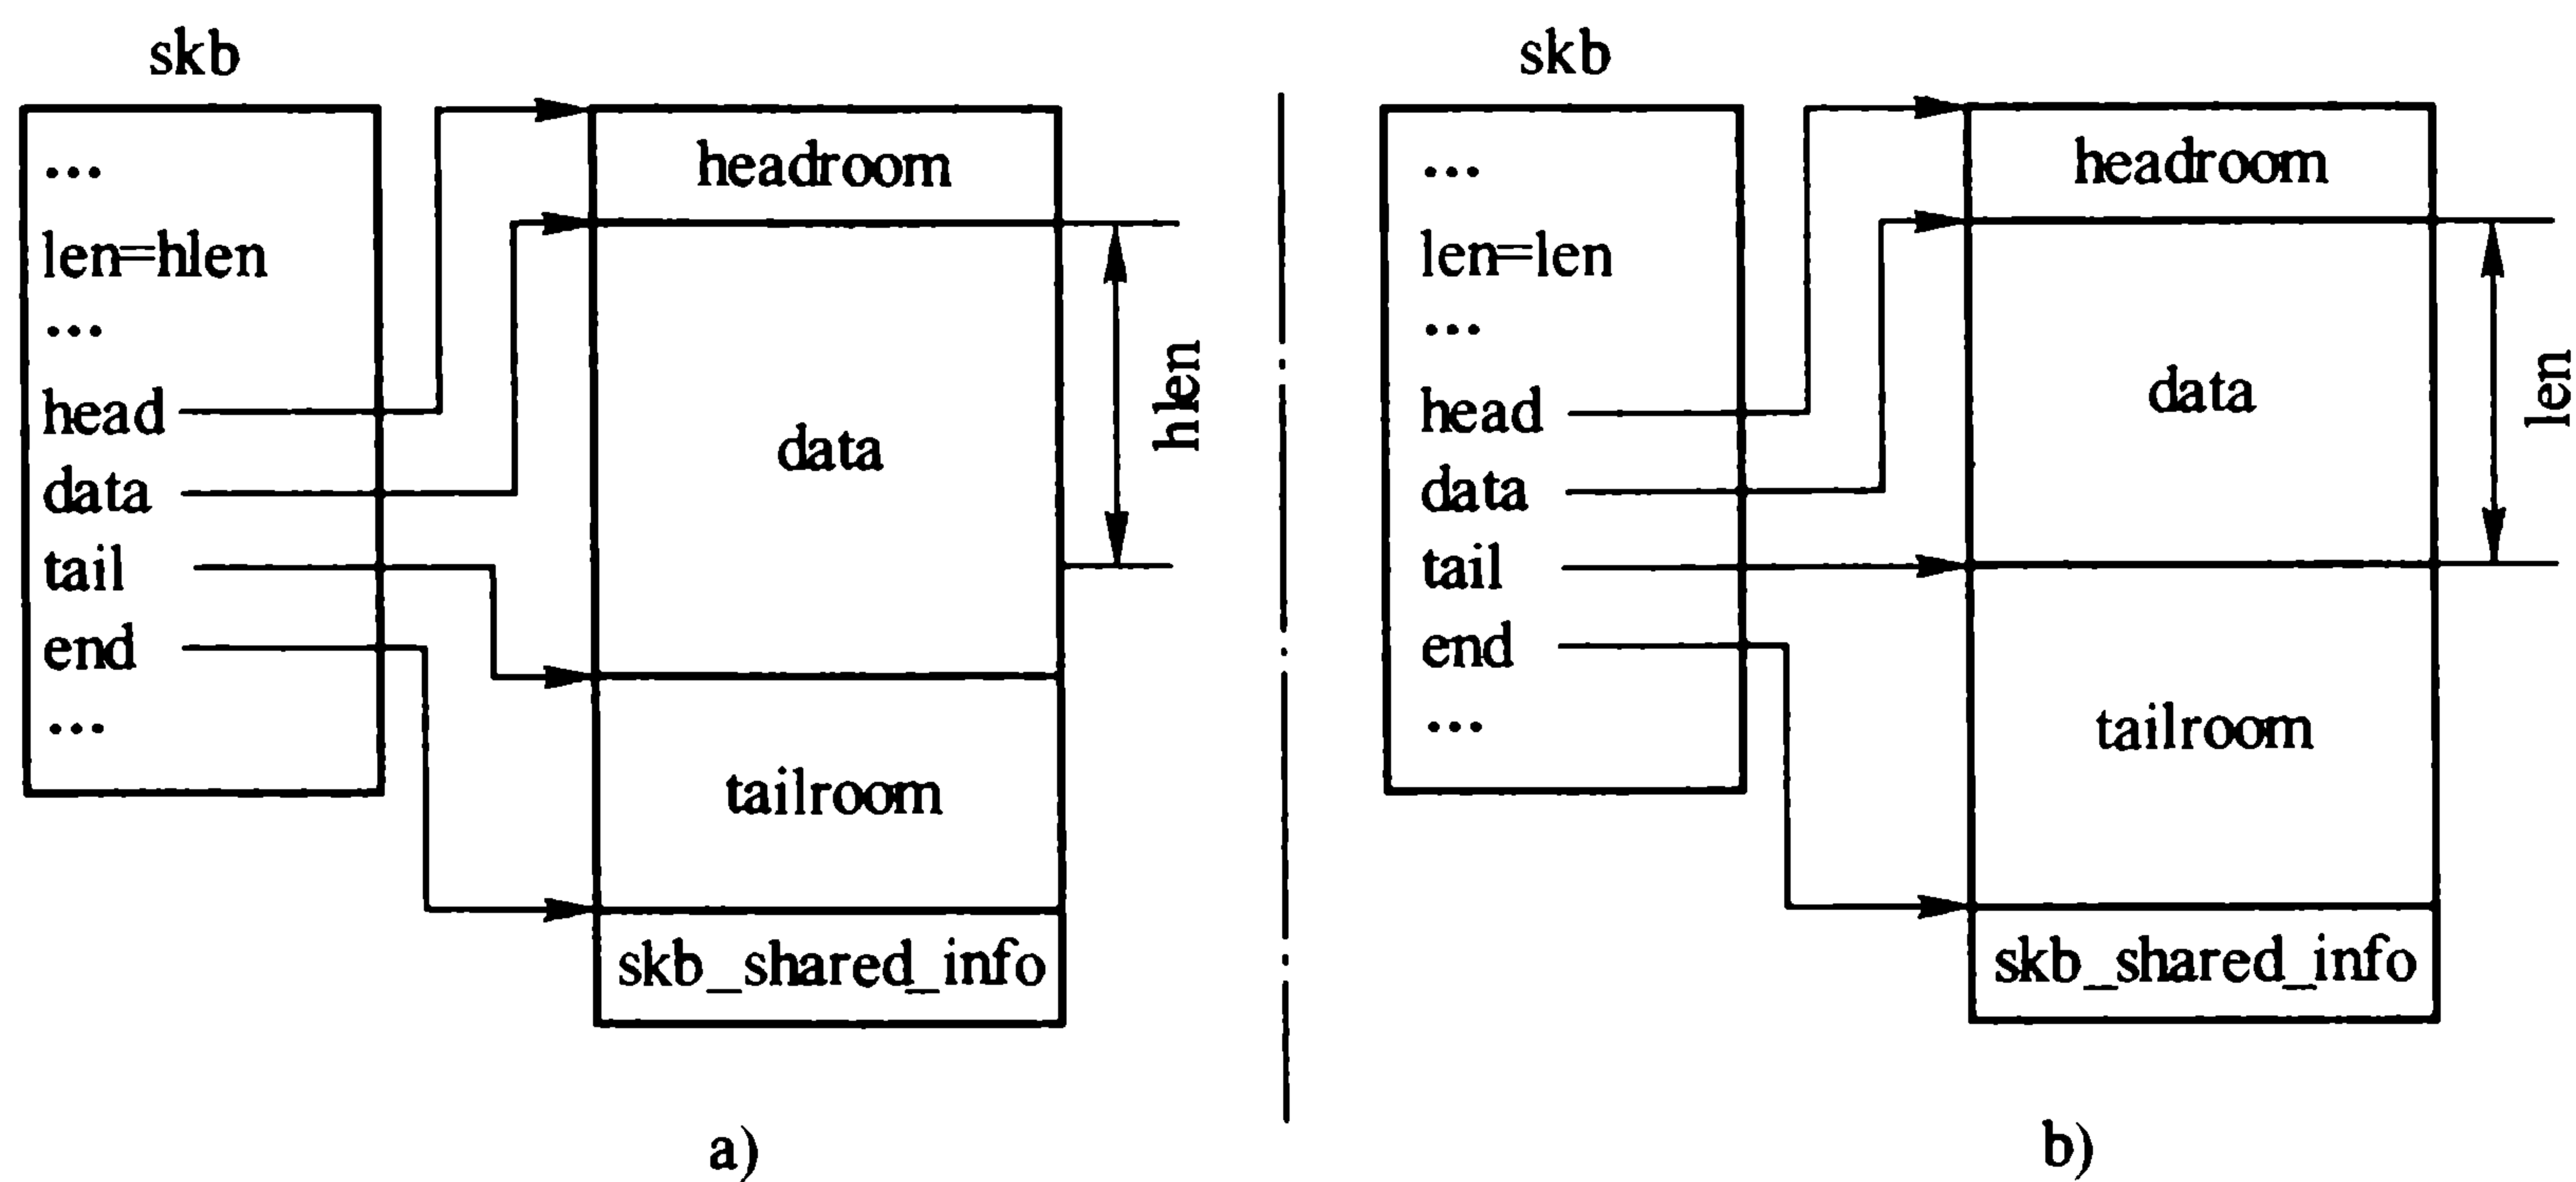 skb
...
len=hlen
...
head
data
tail
end
...
headroom
data
tailroom
skb_shared_info
hlen
a)
skb
...
len=len
...
head
data
tail
end
...
headroom
data
tailroom
skb_shared_info
len
b)